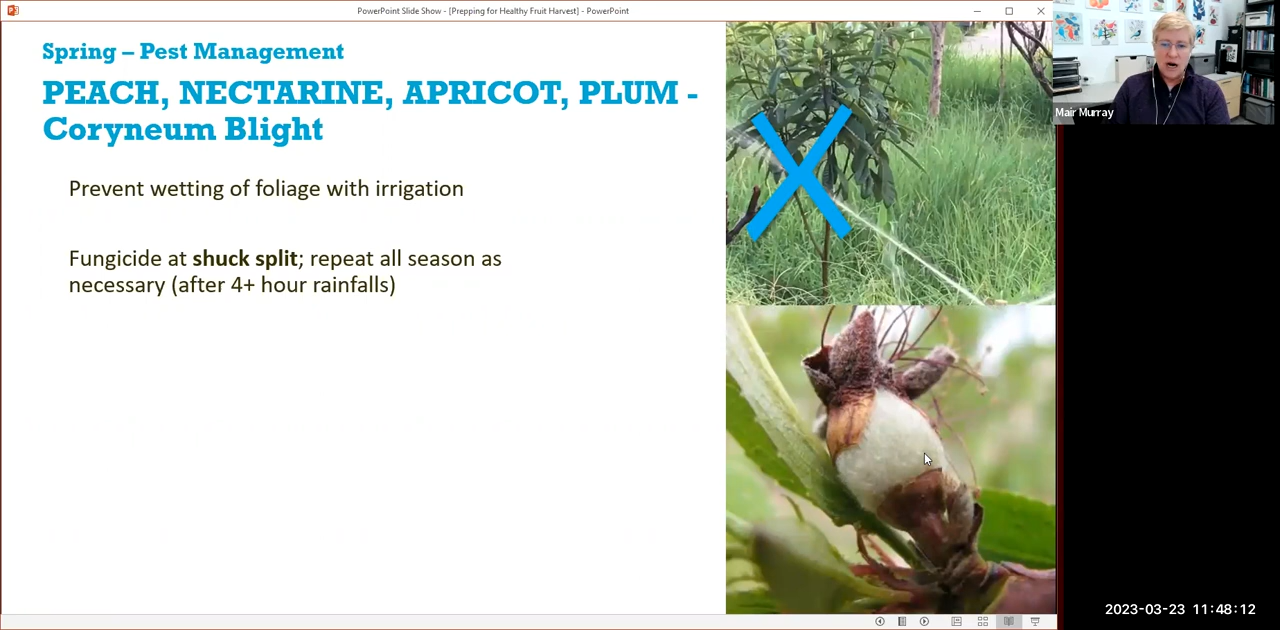 PowerPoint Slide Show - [Prepping for Healthy Fruit Harvest] - PowerPoint
Spring – Pest Management
PEACH, NECTARINE, APRICOT, PLUM -
Coryneum Blight
Prevent wetting of foliage with irrigation
Fungicide at shuck split; repeat all season as
necessary (after 4+ hour rainfalls)
Mair Murray
2023-03-23 11:48:12